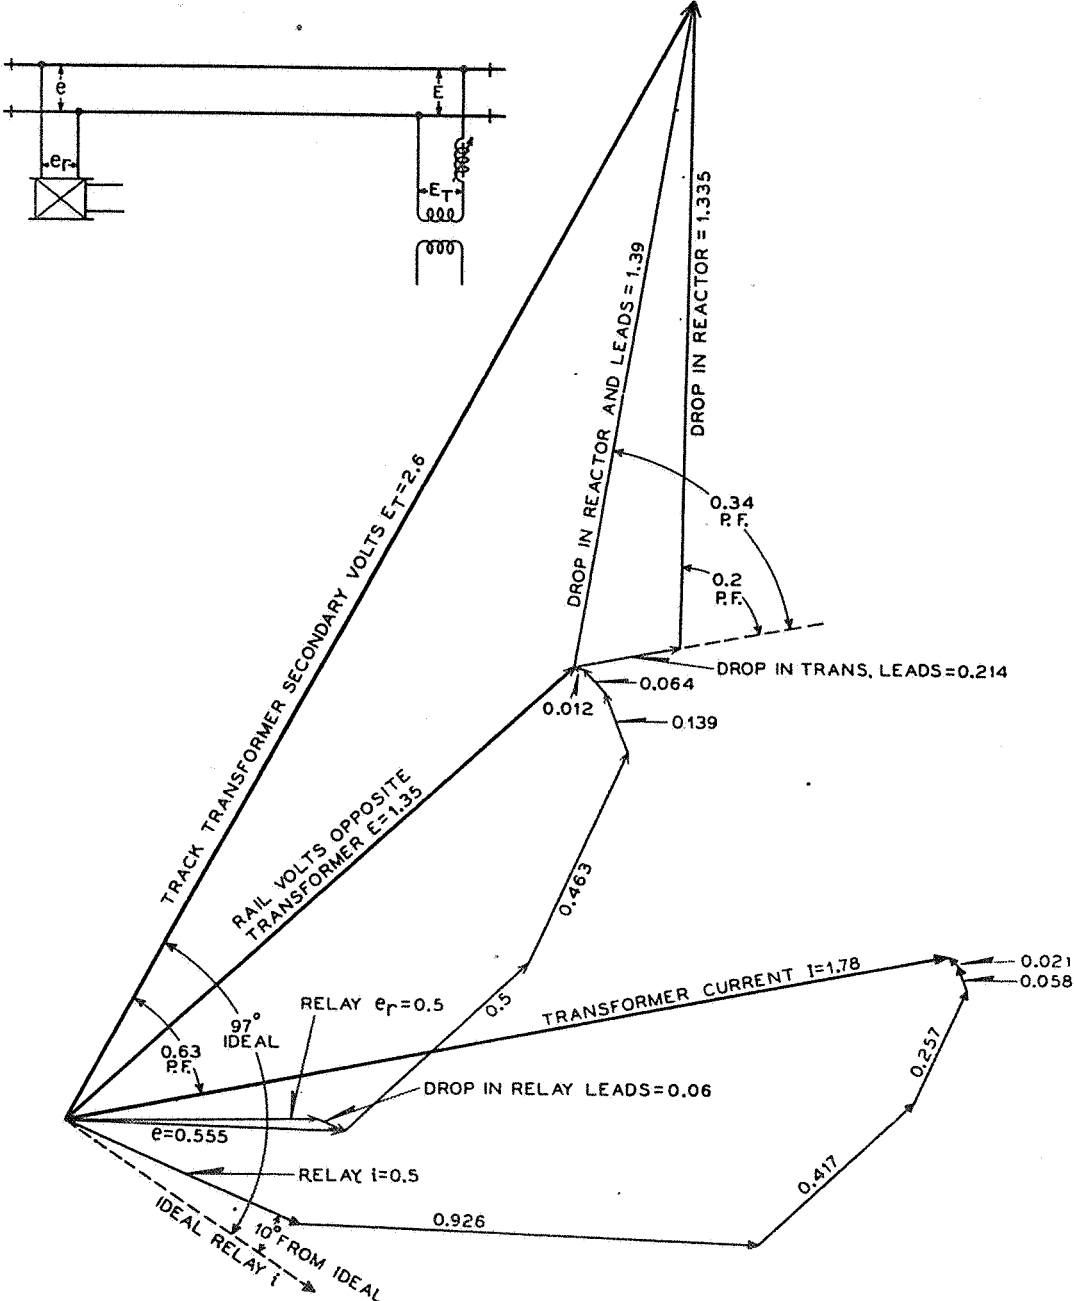 e
E
er
ET
TRACK TRANSFORMER SECONDARY VOLTS ET=2.6
DROP IN REACTOR AND LEADS=1.39
DROP IN REACTOR=1.335
0.34
P.F.
0.2
P.F.
DROP IN TRANS. LEADS=0.214
0.064
0.012
0.139
RAIL VOLTS OPPOSITE
TRANSFORMER E=1.35
0.463
0.5
TRANSFORMER CURRENT I=1.78
0.021
0.058
0.257
0.417
RELAY er=0.5
97°
IDEAL
0.63
P.F.
DROP IN RELAY LEADS=0.06
e=0.555
RELAY i=0.5
0.926
10° FROM IDEAL
IDEAL RELAY i